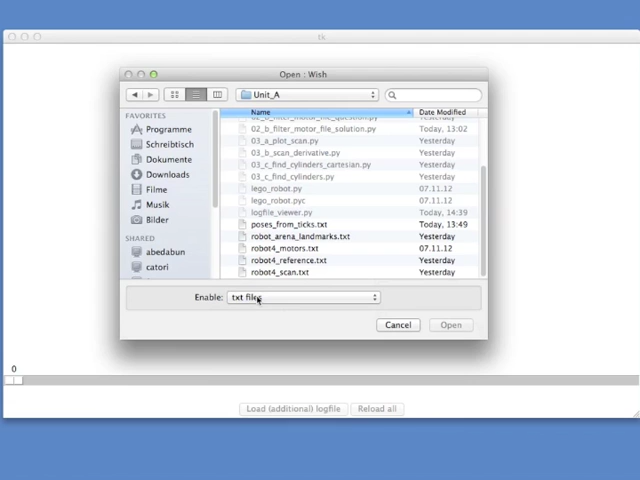 tk
Open : Wish
Unit_A
FAVORITES
Programme
Schreibtisch
Dokumente
Downloads
Filme
Musik
Bilder
SHARED
abedabun
catori
Name Date Modified
02_b_filter_motor_file_question.py Yesterday
02_b_filter_motor_file_solution.py Today, 13:02
03_a_plot_scan.py Yesterday
03_b_scan_derivative.py Yesterday
03_c_find_cylinders_cartesian.py Yesterday
03_c_find_cylinders.py Yesterday
lego_robot.py 07.11.12
lego_robot.pyc 07.11.12
logfile_viewer.py Today, 14:39
poses_from_ticks.txt Today, 13:49
robot_arena_landmarks.txt Yesterday
robot4_motors.txt 07.11.12
robot4_reference.txt Yesterday
robot4_scan.txt Yesterday
Enable: txt files
Cancel Open
0
Load (additional) logfile Reload all